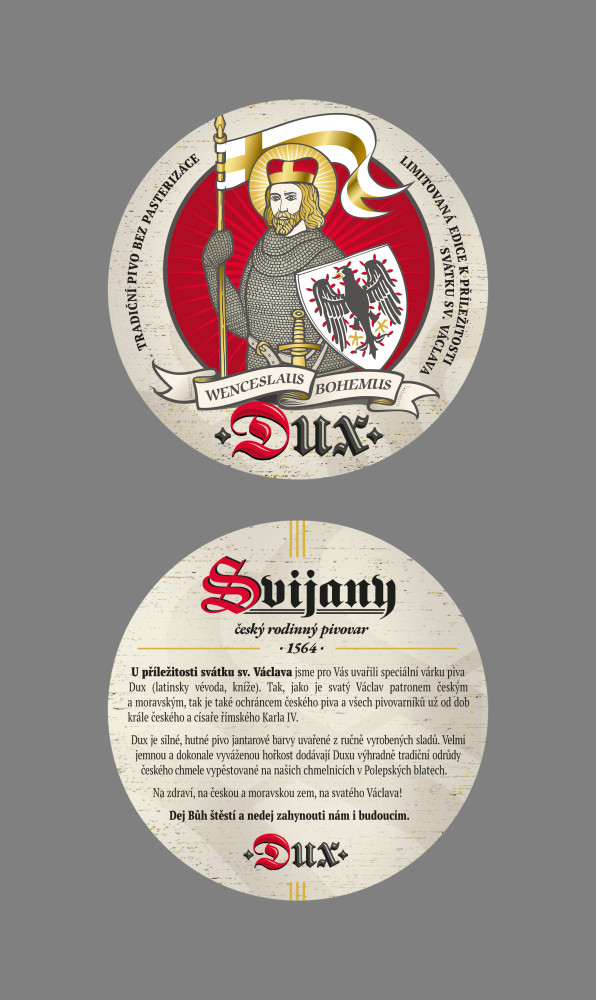 TRADIČNÍ PIVO BEZ PASTERIZACE
LIMITOVANÁ EDICE K PŘÍLEŽITOSTI
SVÁTKU SV. VÁCLAVA
WENCESLAUS BOHEMUS
Dux
Svijany
český rodinný pivovar
· 1564 ·
U příležitosti svátku sv. Václava jsme pro Vás uvařili speciální várku piva
Dux (latinsky vévoda, kníže). Tak, jako je svatý Václav patronem českým
a moravským, tak je také ochráncem českého piva a všech pivovarníků už od dob
krále českého a císaře římského Karla IV.
Dux je silné, hutné pivo jantarové barvy uvařené z ručně vyrobených sladů. Velmi
jemnou a dokonale vyváženou hořkost dodávají Duxu výhradně tradiční odrůdy
českého chmele vypěstované na našich chmelnicích v Polepských blatech.
Na zdraví, na českou a moravskou zem, na svatého Václava!
Dej Bůh štěstí a nedej zahynouti nám i budoucím.
Dux